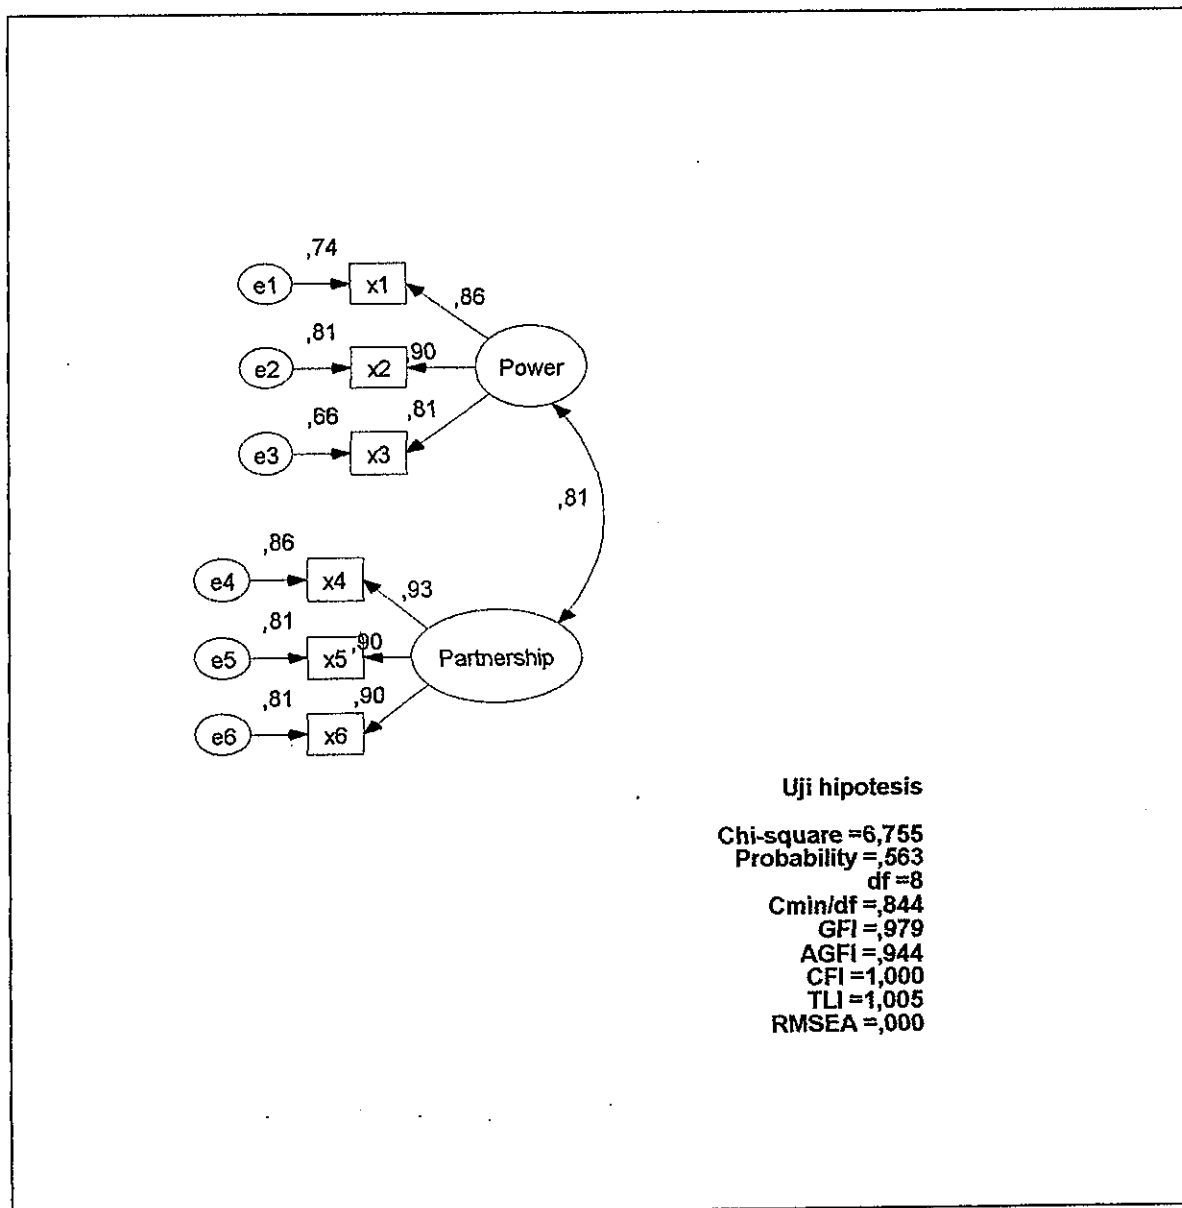 ,74
e1 x1
,86
,81
e2 x2 ,90 Power
,66 ,81
e3 x3
,81
,86
e4 x4 ,93
,81
e5 x5 ,90 Partnership
,81 ,90
e6 x6
Uji hipotesis
Chi-square =6,755
Probability =,563
df =8
Cmin/df =,844
GFI =,979
AGFI =,944
CFI =1,000
TLI =1,005
RMSEA =,000